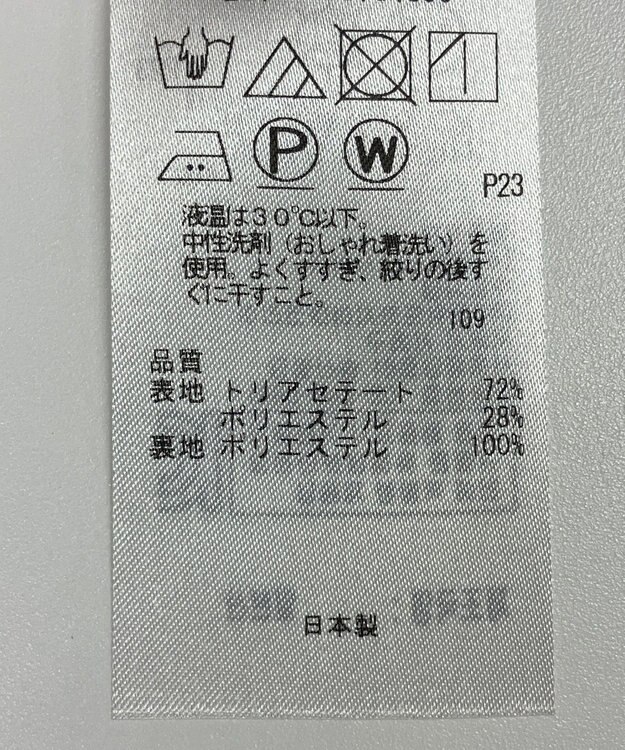 P W
P23
液温は30℃以下。
中性洗剤（おしゃれ着洗い）を
使用。よくすすぎ、絞りの後す
ぐに干すこと。
109
品質
表地 トリアセテート 72%
ポリエステル 28%
裏地 ポリエステル 100%
日本製